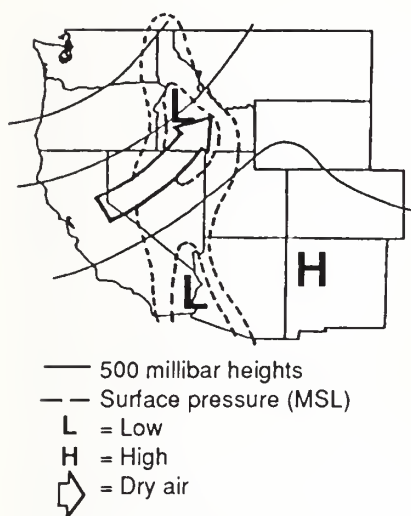 L
H
L
500 millibar heights
Surface pressure (MSL)
L = Low
H = High
= Dry air